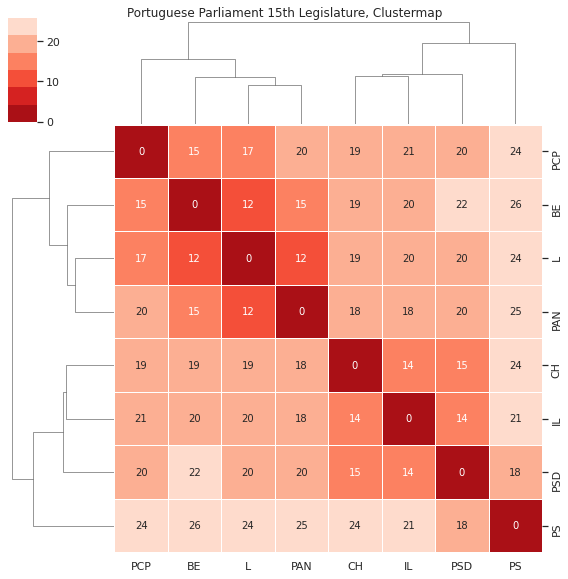 Portuguese Parliament 15th Legislature, Clustermap
20
10
0
0 15 17 20 19 21 20 24 PCP
15 0 12 15 19 20 22 26 BE
17 12 0 12 19 20 20 24 L
20 15 12 0 18 18 20 25 PAN
19 19 19 18 0 14 15 24 CH
21 20 20 18 14 0 14 21 IL
20 22 20 20 15 14 0 18 PSD
24 26 24 25 24 21 18 0 PS
PCP BE L PAN CH IL PSD PS